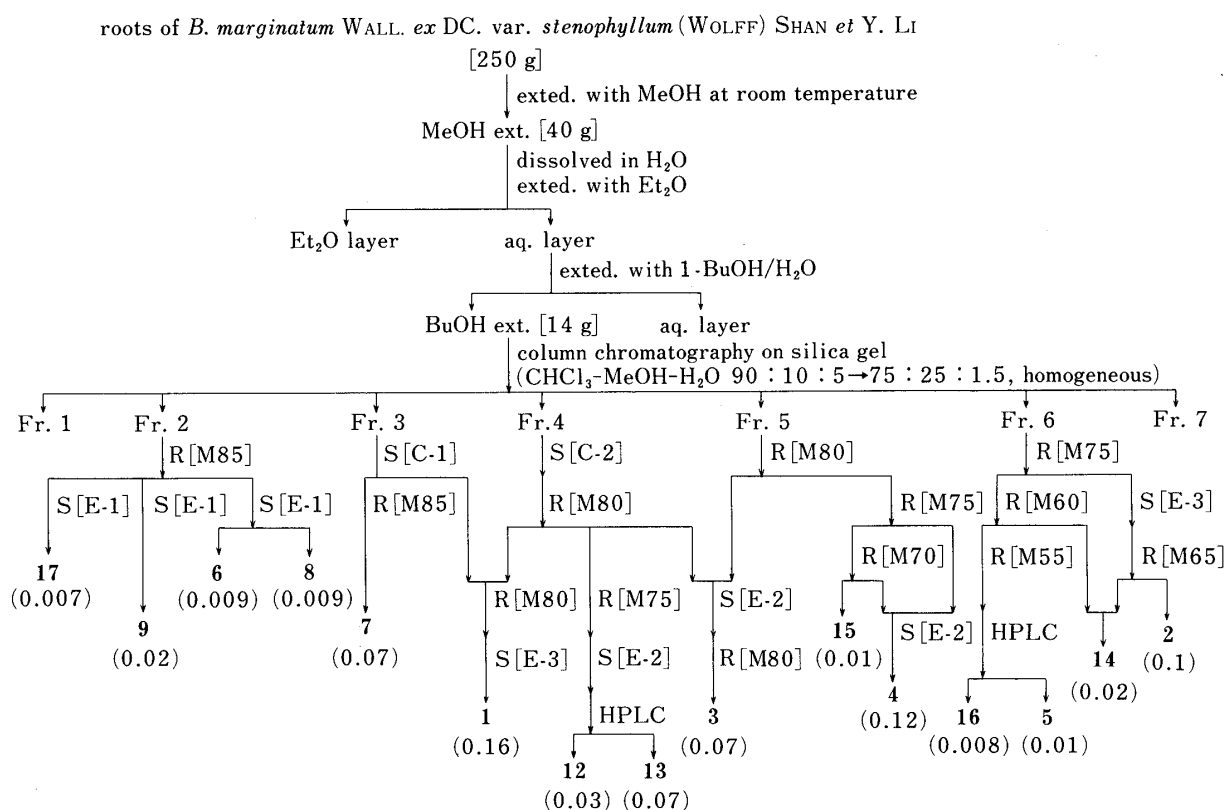 roots of B. marginatum WALL. ex DC. var. stenophyllum (WOLFF) SHAN et Y. LI
[250 g]
exted. with MeOH at room temperature
MeOH ext. [40 g]
dissolved in H₂O
exted. with Et₂O
Et₂O layer aq. layer
exted. with 1-BuOH/H₂O
BuOH ext. [14 g] aq. layer
column chromatography on silica gel
(CHCl₃-MeOH-H₂O 90 : 10 : 5→75 : 25 : 1.5, homogeneous)
Fr. 1 Fr. 2 Fr. 3 Fr.4 Fr. 5 Fr. 6 Fr. 7
R[M85] S[C-1] S[C-2] R[M80] R[M75]
S[E-1] S[E-1] S[E-1] R[M85] R[M80] R[M75] R[M60] S[E-3]
R[M70] R[M55] R[M65]
17 6 8 R[M80] R[M75] S[E-2]
(0.007) (0.009) (0.009)
9 7 15 S[E-2] HPLC 14 2
(0.02) (0.07) (0.01) (0.02) (0.1)
S[E-3] S[E-2] R[M80]
1 HPLC 3 4 16 5
(0.16) (0.07) (0.12) (0.008) (0.01)
12 13
(0.03) (0.07)